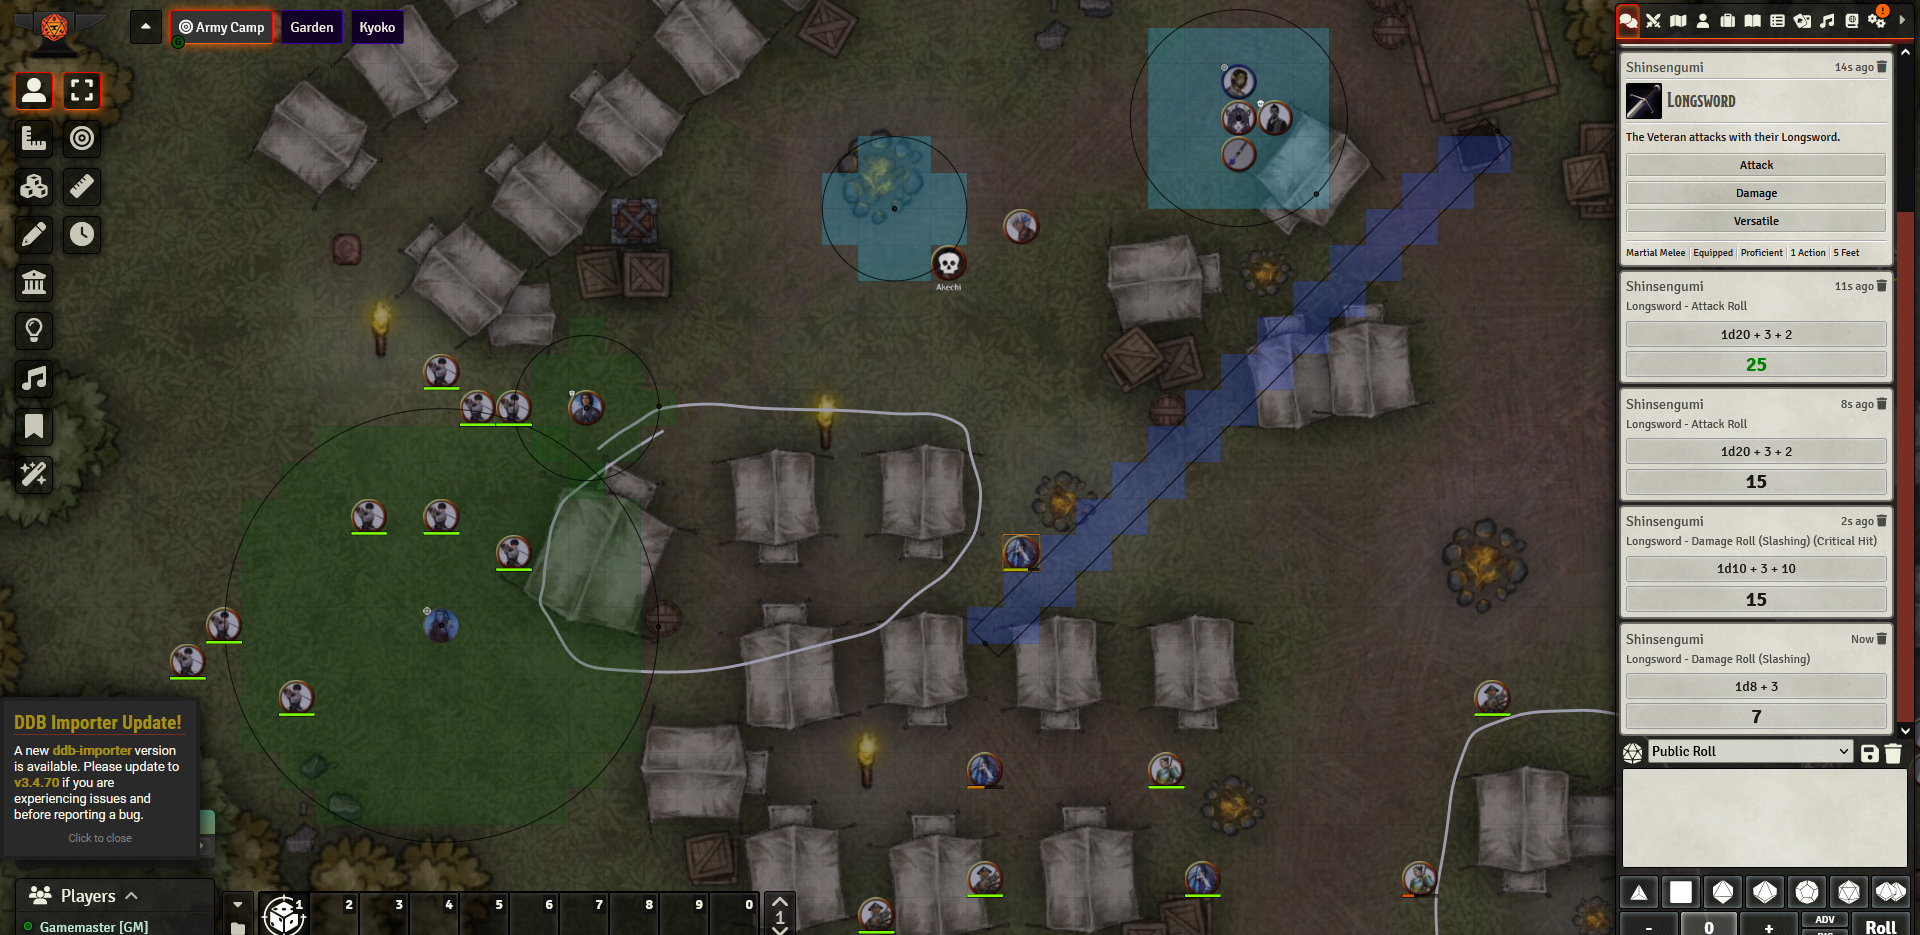 Army Camp
Garden
Kyoko
G
Akechi
Shinsengumi
14s ago
Longsword
The Veteran attacks with their Longsword.
Attack
Damage
Versatile
Martial Melee
Equipped
Proficient
1 Action
5 Feet
Shinsengumi
11s ago
Longsword - Attack Roll
1d20 + 3 + 2
25
Shinsengumi
8s ago
Longsword - Attack Roll
1d20 + 3 + 2
15
Shinsengumi
2s ago
Longsword - Damage Roll (Slashing) (Critical Hit)
1d10 + 3 + 10
15
Shinsengumi
Now
Longsword - Damage Roll (Slashing)
1d8 + 3
7
Public Roll
- 0 +
ADV
DIS
Roll
DDB Importer Update!
A new ddb-importer version
is available. Please update to
v3.4.70 if you are
experiencing issues and
before reporting a bug.
Click to close
Players
Gamemaster [GM]
1 2 3 4 5 6 7 8 9 0
1